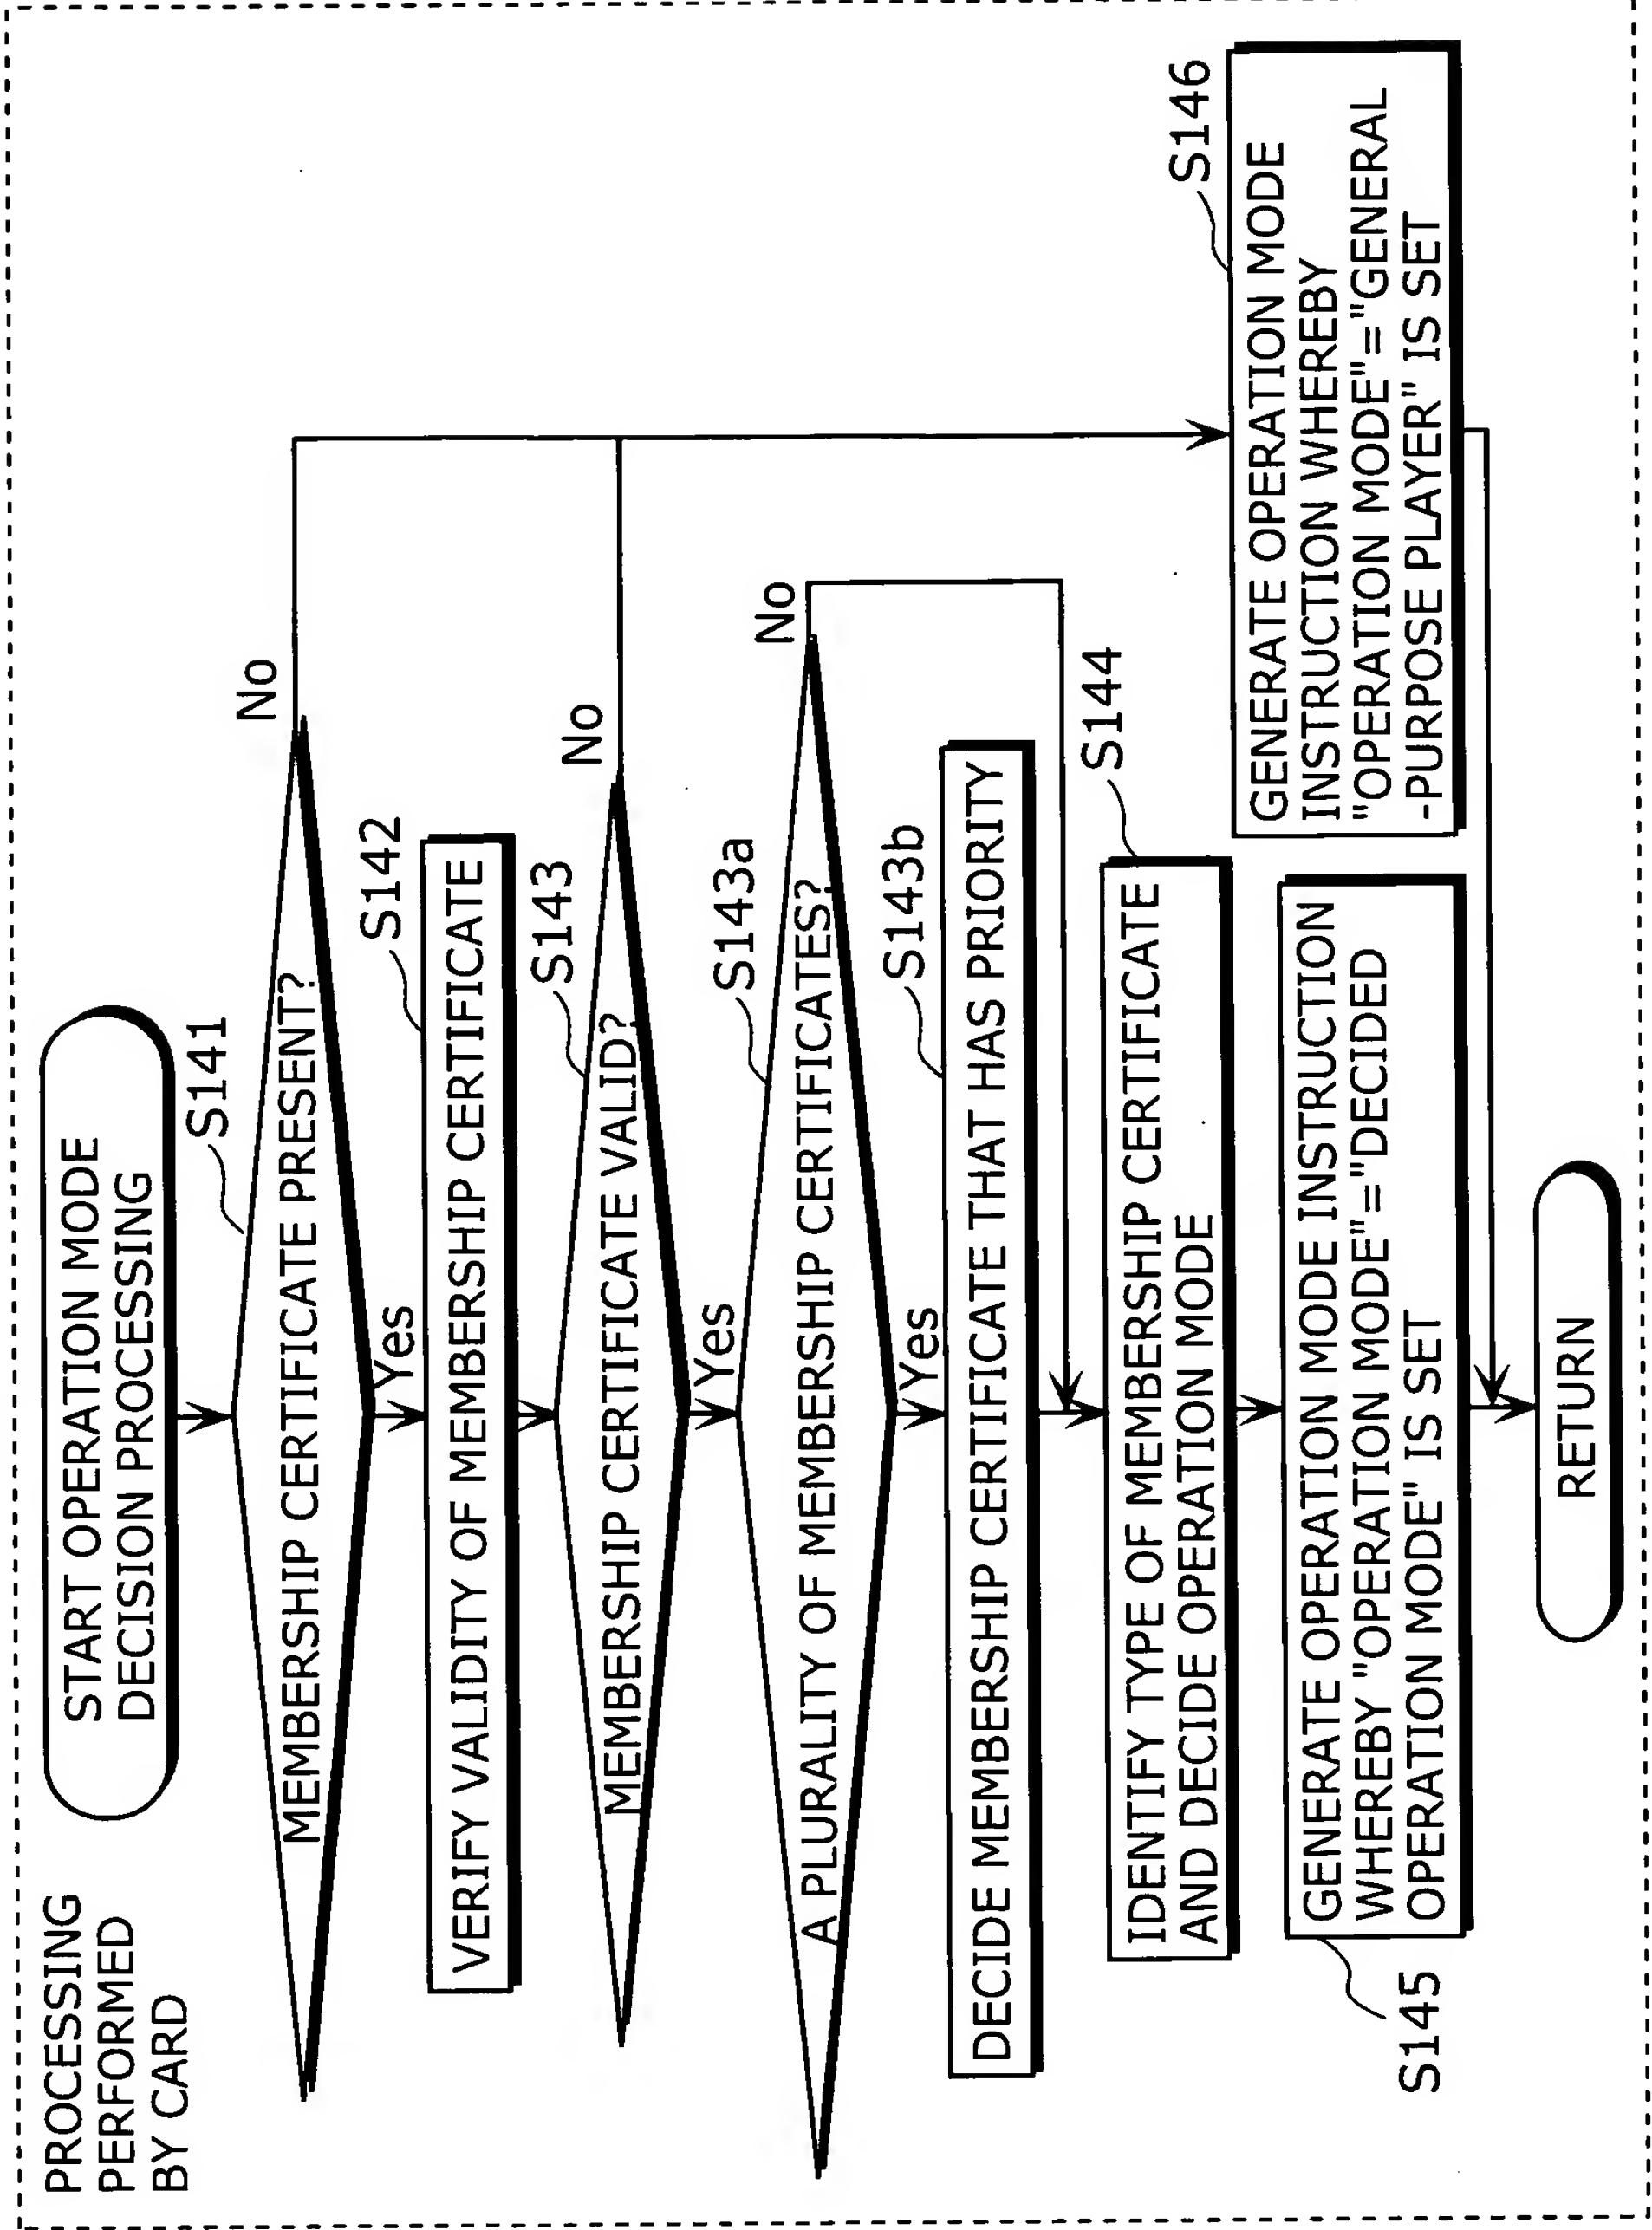 PROCESSING
PERFORMED
BY CARD
START OPERATION MODE
DECISION PROCESSING
S141
MEMBERSHIP CERTIFICATE PRESENT?
No
Yes
S142
VERIFY VALIDITY OF MEMBERSHIP CERTIFICATE
S143
MEMBERSHIP CERTIFICATE VALID?
No
Yes
S143a
A PLURALITY OF MEMBERSHIP CERTIFICATES?
No
Yes
S143b
DECIDE MEMBERSHIP CERTIFICATE THAT HAS PRIORITY
S144
IDENTIFY TYPE OF MEMBERSHIP CERTIFICATE
AND DECIDE OPERATION MODE
S145
GENERATE OPERATION MODE INSTRUCTION
WHEREBY "OPERATION MODE"="DECIDED
OPERATION MODE" IS SET
S146
GENERATE OPERATION MODE
INSTRUCTION WHEREBY
"OPERATION MODE"="GENERAL
-PURPOSE PLAYER" IS SET
RETURN